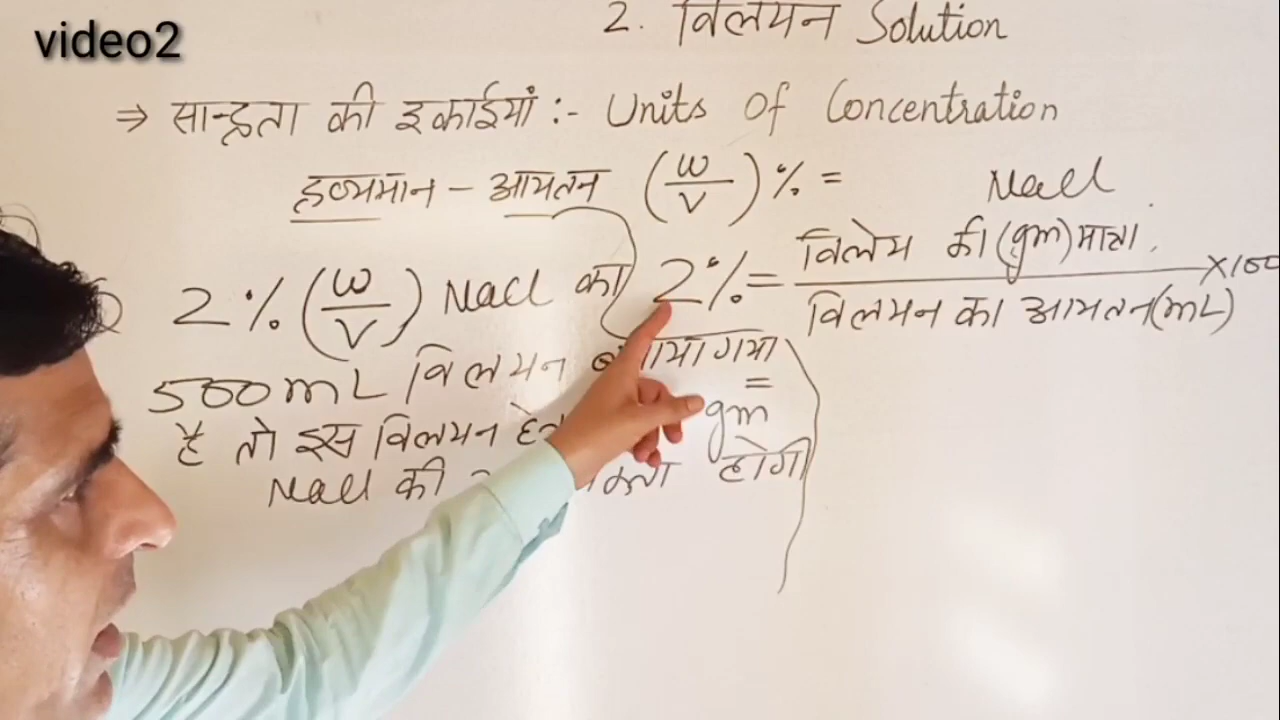 video2
2. विलयन Solution
⇒ सान्द्रता की इकाईयां :- Units Of Concentration
द्रव्यमान - आयतन (w/v) % =
NaCl
2 % (w/v) NaCl का
500 mL विलयन गया
है तो इस विलयन gm
NaCl की होगी
2% = विलेय की (gm) मात्रा
विलयन का आयतन (mL) ×100